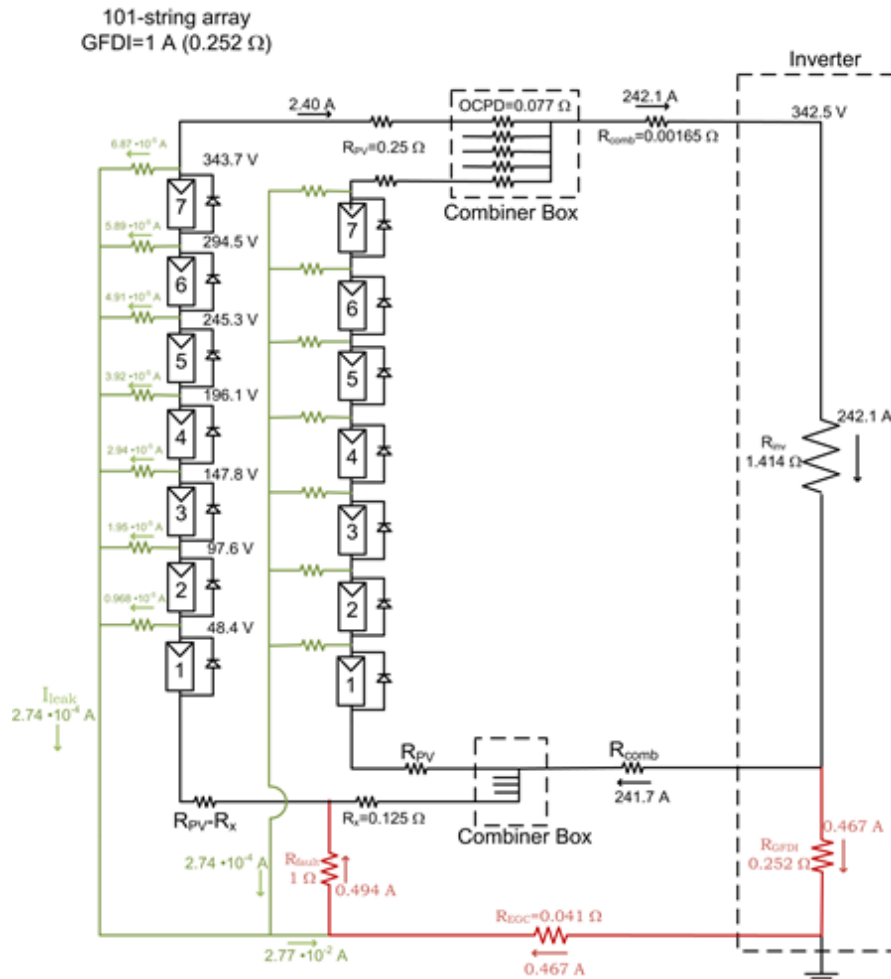 101-string array
GFDI=1 A (0.252 Ω)
Inverter
2.40 A
OCPD=0.077 Ω
242.1 A
342.5 V
R_PV=0.25 Ω
R_comb=0.00165 Ω
Combiner Box
6.87 •10⁻⁵ A
343.7 V
7
5.89•10⁻⁵ A
294.5 V
6
4.91•10⁻⁵ A
245.3 V
5
3.92 •10⁻⁵ A
196.1 V
4
2.94 •10⁻⁵ A
147.8 V
3
1.95 •10⁻⁵ A
97.6 V
2
0.968 •10⁻⁵ A
48.4 V
1
7
6
5
4
3
2
1
242.1 A
R_inv
1.414 Ω
I_leak
2.74 •10⁻⁴ A
R_PV
R_comb
241.7 A
R_PV-R_x
R_x=0.125 Ω
Combiner Box
2.74 •10⁻⁴ A
R_fault
1 Ω
0.494 A
0.467 A
R_GFDI
0.252 Ω
R_EGC=0.041 Ω
2.77 •10⁻² A
0.467 A